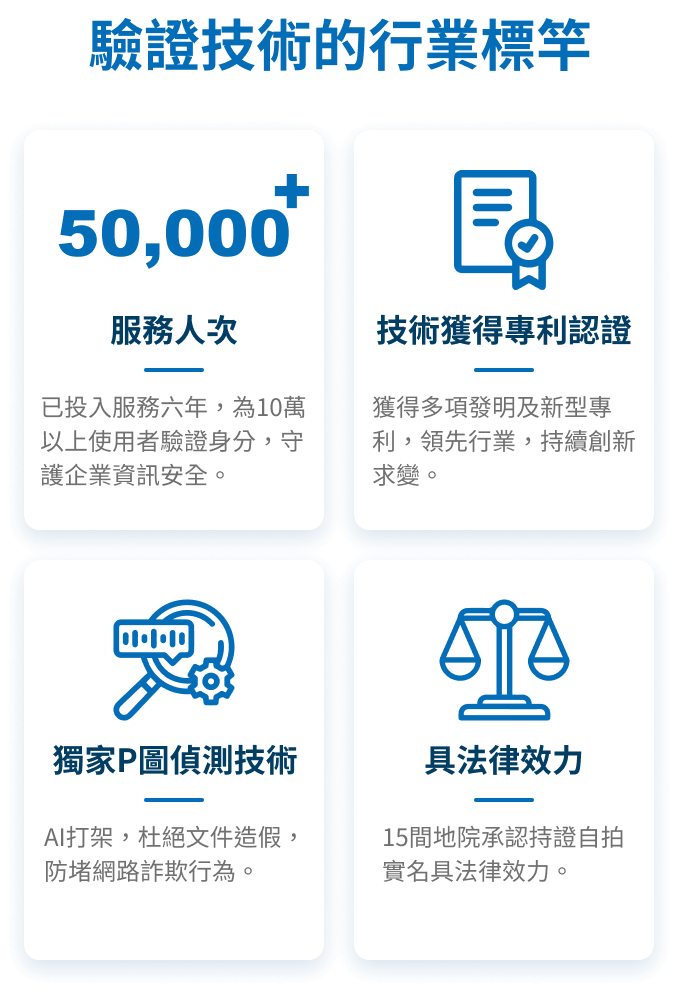 驗證技術的行業標竿
50,000+
服務人次
已投入服務六年，為10萬
以上使用者驗證身分，守
護企業資訊安全。
技術獲得專利認證
獲得多項發明及新型專
利，領先行業，持續創新
求變。
獨家P圖偵測技術
AI打架，杜絕文件造假，
防堵網路詐欺行為。
具法律效力
15間地院承認持證自拍
實名具法律效力。